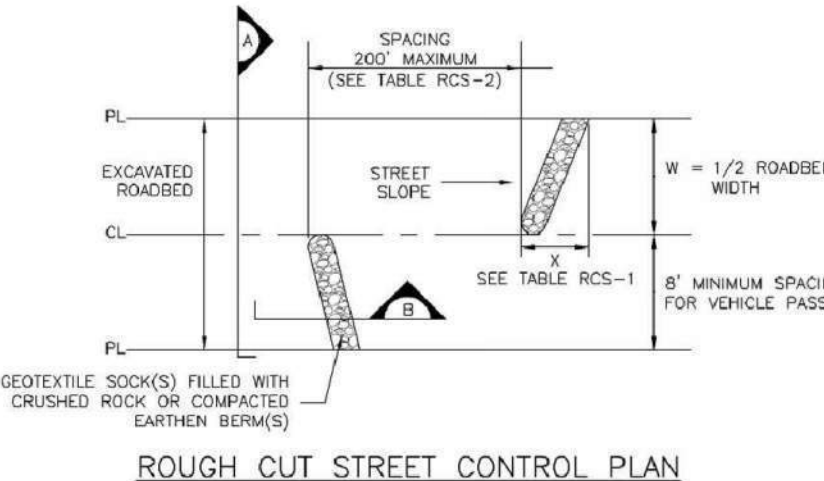 A
SPACING
200' MAXIMUM
(SEE TABLE RCS-2)
PL
EXCAVATED
ROADBED
STREET
SLOPE
W = 1/2 ROADBE
WIDTH
CL
X
SEE TABLE RCS-1
8' MINIMUM SPACI
FOR VEHICLE PASS
B
PL
GEOTEXTILE SOCK(S) FILLED WITH
CRUSHED ROCK OR COMPACTED
EARTHEN BERM(S)
ROUGH CUT STREET CONTROL PLAN